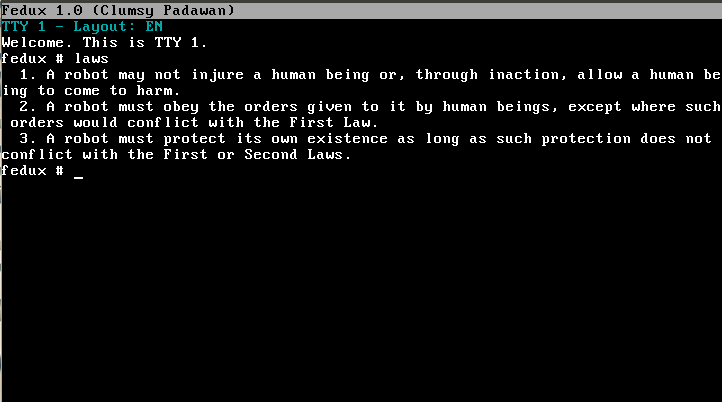 Fedux 1.0 (Clumsy Padawan)
TTY 1 - Layout: EN
Welcome. This is TTY 1.
fedux # laws
  1. A robot may not injure a human being or, through inaction, allow a human be
ing to come to harm.
  2. A robot must obey the orders given to it by human beings, except where such
 orders would conflict with the First Law.
  3. A robot must protect its own existence as long as such protection does not 
conflict with the First or Second Laws.
fedux # _